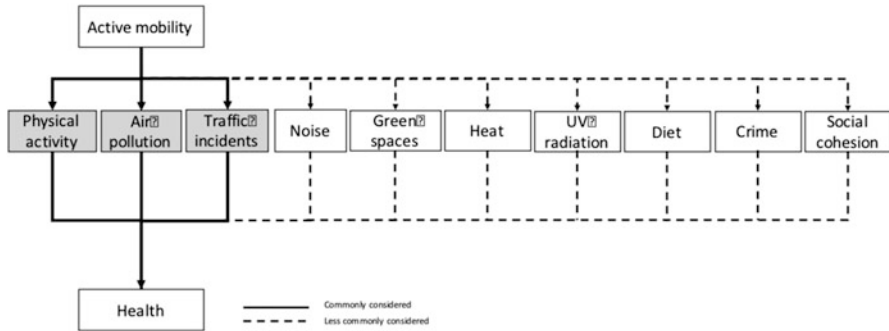 Active mobility
Physical
activity
Air
pollution
Traffic
incidents
Noise
Green
spaces
Heat
UV
radiation
Diet
Crime
Social
cohesion
Health
Commonly considered
Less commonly considered